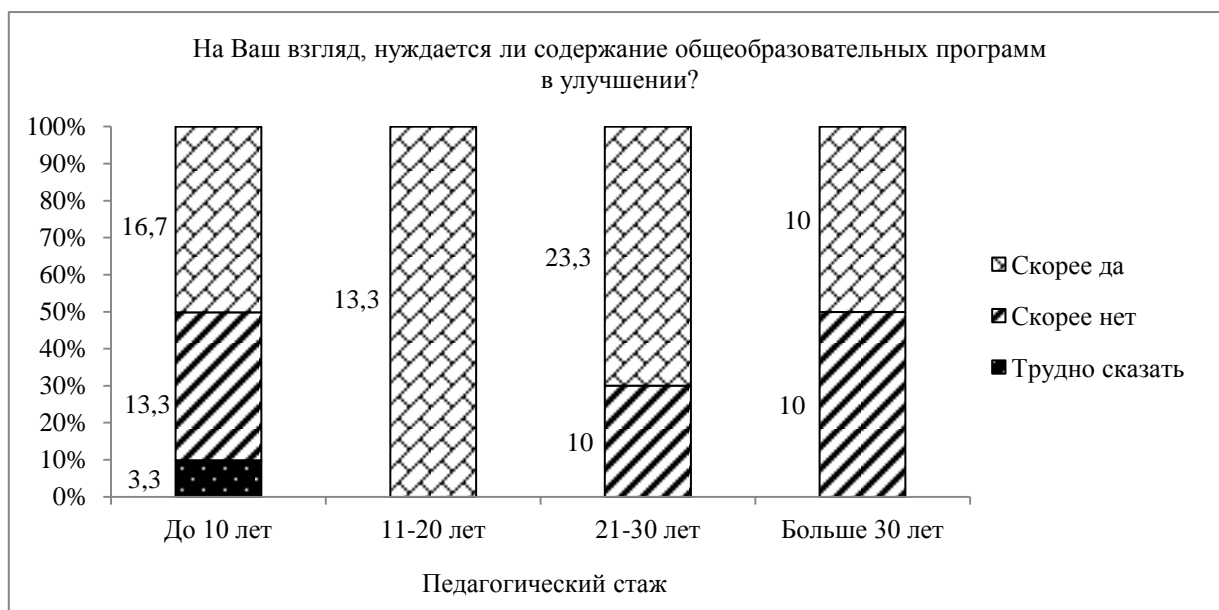 На Ваш взгляд, нуждается ли содержание общеобразовательных программ
в улучшении?
100%
90%
80%
70%
60%
50%
40%
30%
20%
10%
0%
16,7
13,3
3,3
13,3
23,3
10
10
10
До 10 лет
11-20 лет
21-30 лет
Больше 30 лет
Педагогический стаж
Скорее да
Скорее нет
Трудно сказать